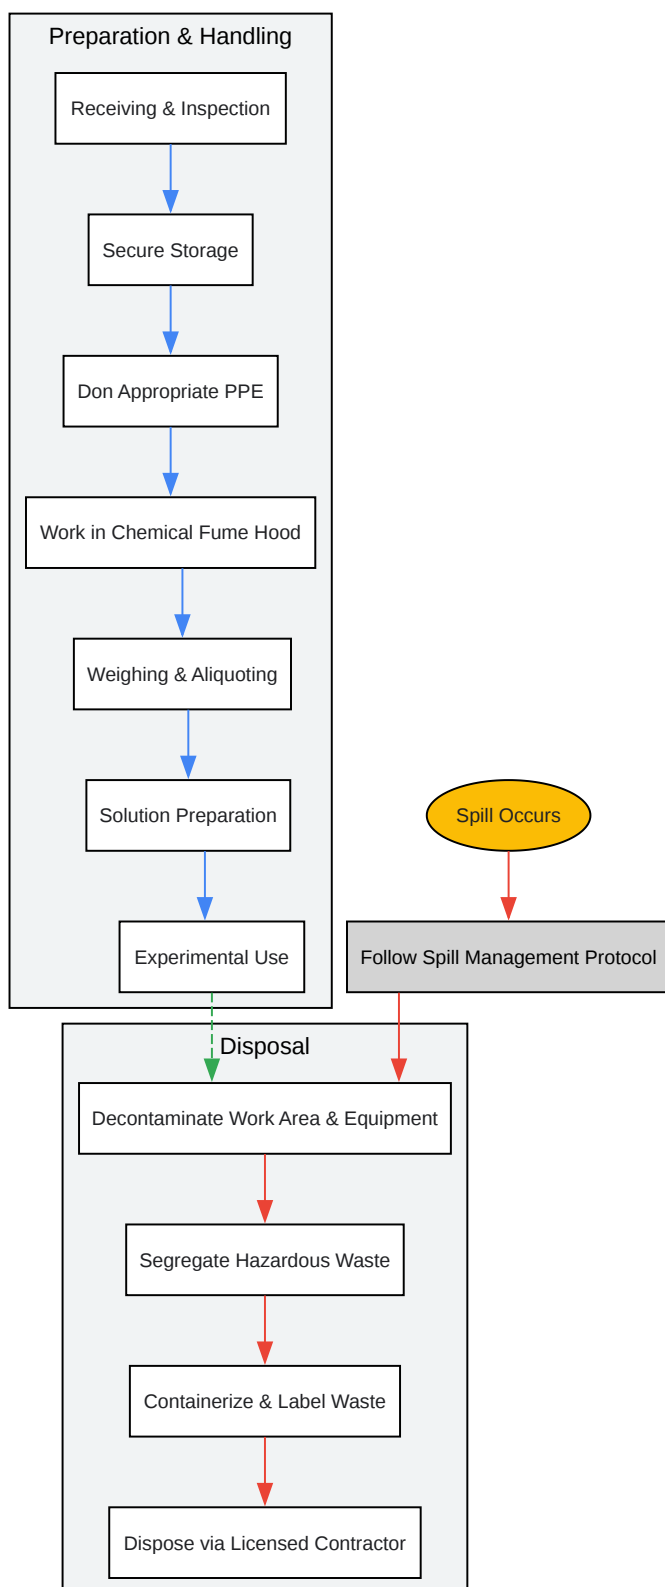 Preparation & Handling
Receiving & Inspection
Secure Storage
Don Appropriate PPE
Work in Chemical Fume Hood
Weighing & Aliquoting
Solution Preparation
Spill Occurs
Experimental Use
Follow Spill Management Protocol
Disposal
Decontaminate Work Area & Equipment
Segregate Hazardous Waste
Containerize & Label Waste
Dispose via Licensed Contractor